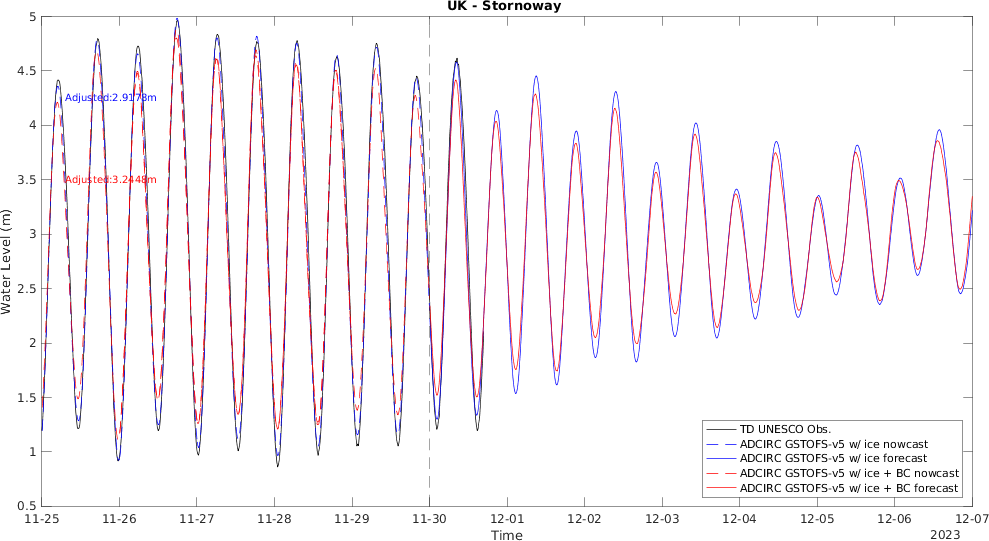 UK - Stornoway
5
4.5
4
3.5
3
2.5
2
1.5
1
0.5
Water Level (m)
Adjusted:2.9178m
Adjusted:3.2448m
TD UNESCO Obs.
ADCIRC GSTOFS-v5 w/ ice nowcast
ADCIRC GSTOFS-v5 w/ ice forecast
ADCIRC GSTOFS-v5 w/ ice + BC nowcast
ADCIRC GSTOFS-v5 w/ ice + BC forecast
11-25 11-26 11-27 11-28 11-29 11-30 12-01 12-02 12-03 12-04 12-05 12-06 12-07
Time
2023